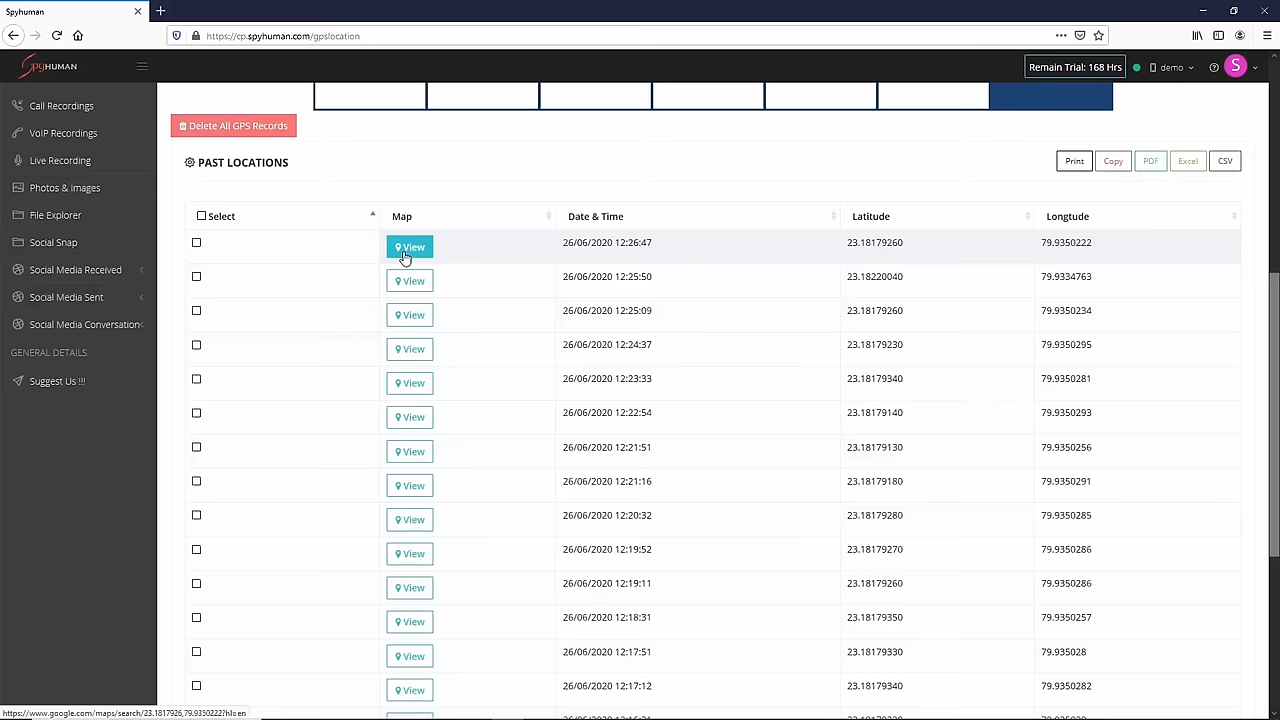 Spyhuman
https://cp.spyhuman.com/gpslocation
SpyHUMAN
Remain Trial: 168 Hrs
demo
S
Call Recordings
VoIP Recordings
Live Recording
Photos & Images
File Explorer
Social Snap
Social Media Received
Social Media Sent
Social Media Conversation
GENERAL DETAILS
Suggest Us !!!
Delete All GPS Records
PAST LOCATIONS
Print Copy PDF Excel CSV
Select Map Date & Time Latitude Longtude
View 26/06/2020 12:26:47 23.18179260 79.9350222
View 26/06/2020 12:25:50 23.18220040 79.9334763
View 26/06/2020 12:25:09 23.18179260 79.9350234
View 26/06/2020 12:24:37 23.18179230 79.9350295
View 26/06/2020 12:23:33 23.18179340 79.9350281
View 26/06/2020 12:22:54 23.18179140 79.9350293
View 26/06/2020 12:21:51 23.18179130 79.9350256
View 26/06/2020 12:21:16 23.18179180 79.9350291
View 26/06/2020 12:20:32 23.18179280 79.9350285
View 26/06/2020 12:19:52 23.18179270 79.9350286
View 26/06/2020 12:19:11 23.18179260 79.9350286
View 26/06/2020 12:18:31 23.18179350 79.9350257
View 26/06/2020 12:17:51 23.18179330 79.935028
View 26/06/2020 12:17:12 23.18179340 79.9350282
https://www.google.com/maps/search/23.1817926,79.9350222?hl=en